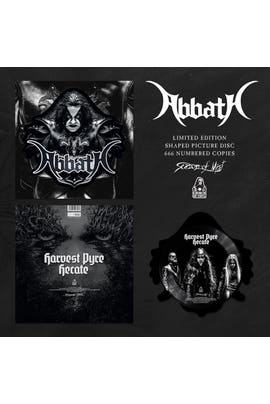 Abbath
LIMITED EDITION
SHAPED PICTURE DISC
666 NUMBERED COPIES
Season of Mist
Abbath
Harvest Pyre
Hecate
Harvest Pyre
Hecate